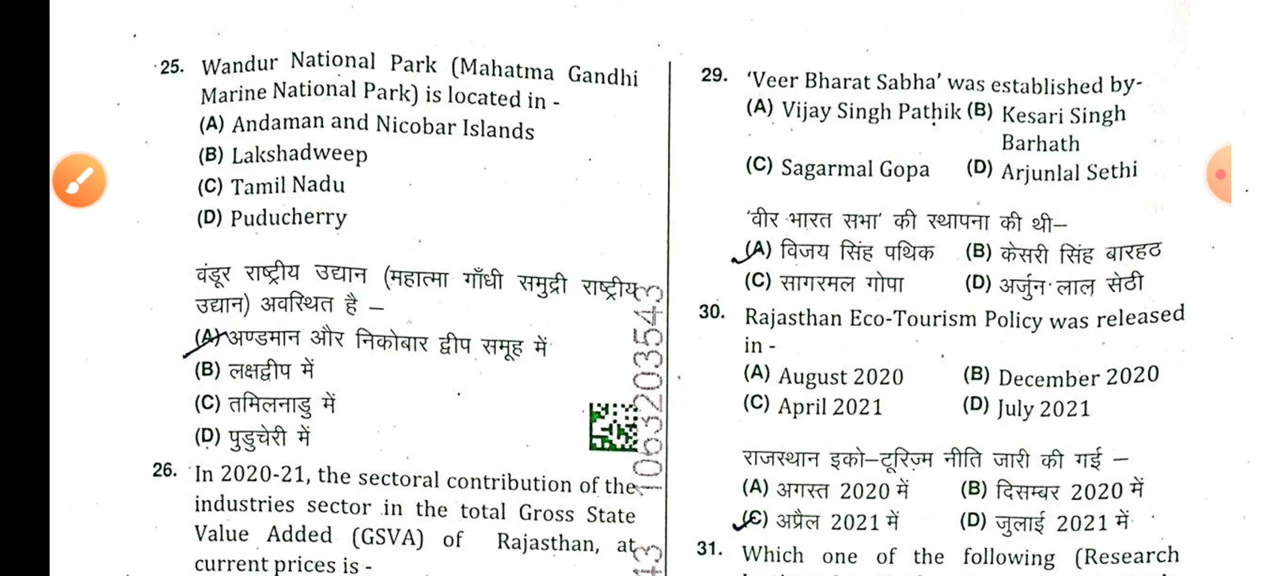 25. Wandur National Park (Mahatma Gandhi
Marine National Park) is located in -
(A) Andaman and Nicobar Islands
(B) Lakshadweep
(C) Tamil Nadu
(D) Puducherry
वंडूर राष्ट्रीय उद्यान (महात्मा गाँधी समुद्री राष्ट्रीय
उद्यान) अवस्थित है –
(A) अण्डमान और निकोबार द्वीप समूह में
(B) लक्षद्वीप में
(C) तमिलनाडु में
(D) पुडुचेरी में
26. In 2020-21, the sectoral contribution of the
industries sector in the total Gross State
Value Added (GSVA) of Rajasthan, at
current prices is -
1063203543
43
29. ‘Veer Bharat Sabha’ was established by-
(A) Vijay Singh Pathik (B) Kesari Singh
Barhath
(C) Sagarmal Gopa (D) Arjunlal Sethi
‘वीर भारत सभा’ की स्थापना की थी–
(A) विजय सिंह पथिक (B) केसरी सिंह बारहठ
(C) सागरमल गोपा (D) अर्जुन लाल सेठी
30. Rajasthan Eco-Tourism Policy was released
in -
(A) August 2020 (B) December 2020
(C) April 2021 (D) July 2021
राजस्थान इको–टूरिज़्म नीति जारी की गई –
(A) अगस्त 2020 में (B) दिसम्बर 2020 में
(C) अप्रैल 2021 में (D) जुलाई 2021 में
31. Which one of the following (Research